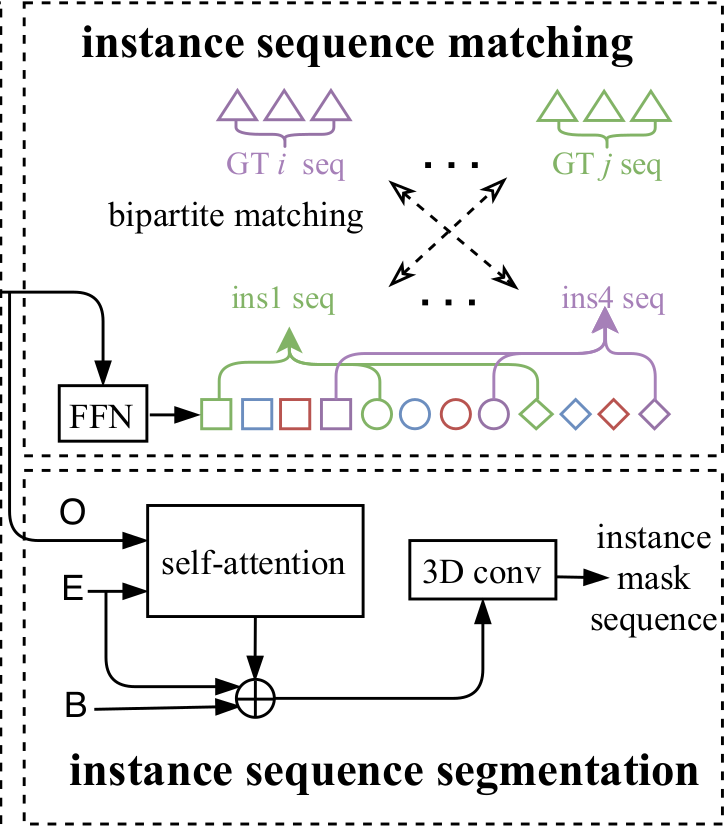 instance sequence matching
GT i seq
. . .
GT j seq
bipartite matching
ins1 seq
. . .
ins4 seq
FFN
O
self-attention
E
3D conv
instance
mask
sequence
B
instance sequence segmentation